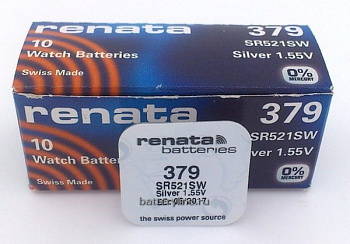 renata
379
10
SR521SW
Watch Batteries
Silver 1.55V
Swiss Made
0%
MERCURY
renata
379
10
SR521SW
Watch Batteries
Silver 1.55V
Swiss Made
0%
MERCURY
renata
batteries
379
SR521SW
Silver 1.55V
the swiss power source